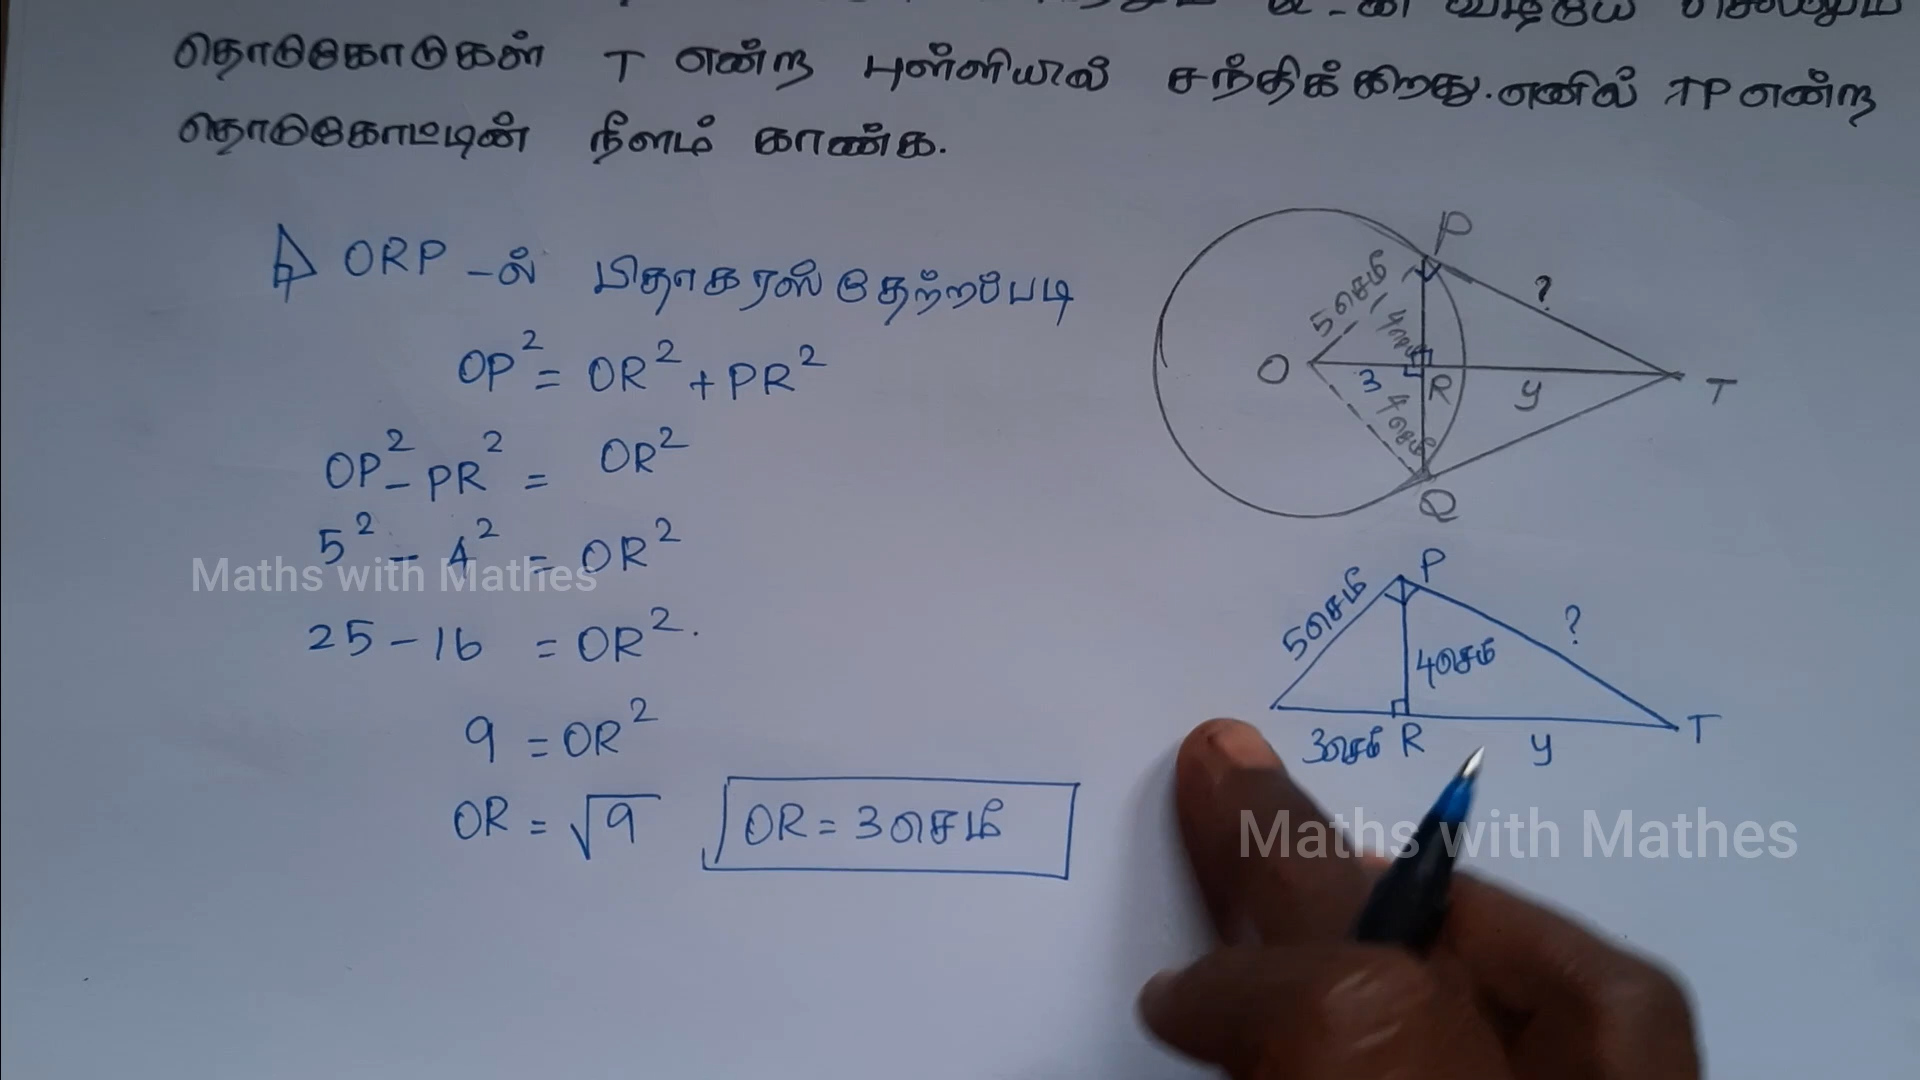 தொடுகோடுகள் T என்ற புள்ளியில் சந்திக்கிறது. எனில் TP என்ற
தொடுகோட்டின் நீளம் காண்க.
ORP -ல் பிதாகரஸ் தேற்றப்படி
OP² = OR² + PR²
OP² - PR² = OR²
5² - 4² = OR²
25 - 16 = OR².
9 = OR²
OR = √9
OR = 3 செமீ
P
5 செமீ
4 செமீ
?
O
3
R
y
T
4 செமீ
Q
P
5 செமீ
4 செமீ
?
3 செமீ R y T
Maths with Mathes
Maths with Mathes